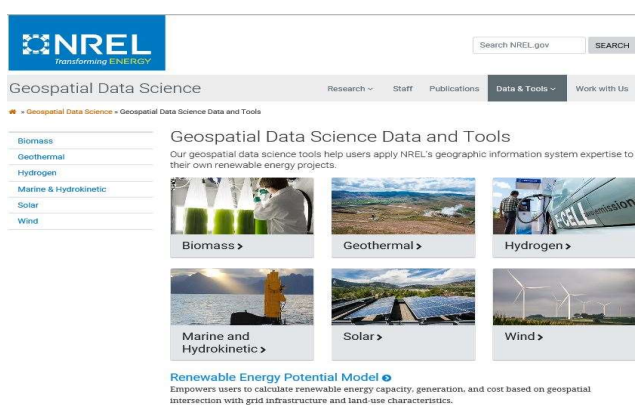 NREL
Transforming ENERGY
Search NREL.gov
SEARCH
Geospatial Data Science
Research
Staff
Publications
Data & Tools
Work with Us
» Geospatial Data Science » Geospatial Data Science Data and Tools
Biomass
Geothermal
Hydrogen
Marine & Hydrokinetic
Solar
Wind
Geospatial Data Science Data and Tools
Our geospatial data science tools help users apply NREL's geographic information system expertise to
their own renewable energy projects.
CELL emission
Biomass >
Geothermal >
Hydrogen >
Marine and
Hydrokinetic >
Solar >
Wind >
Renewable Energy Potential Model
Empowers users to calculate renewable energy capacity, generation, and cost based on geospatial
intersection with grid infrastructure and land-use characteristics.